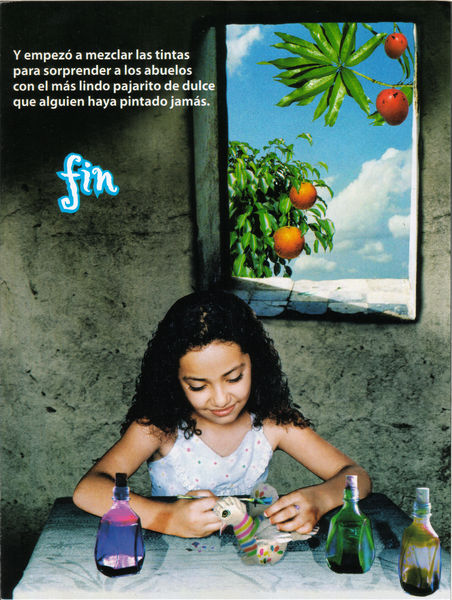 Y empezó a mezclar las tintas
para sorprender a los abuelos
con el más lindo pajarito de dulce
que alguien haya pintado jamás.
fin